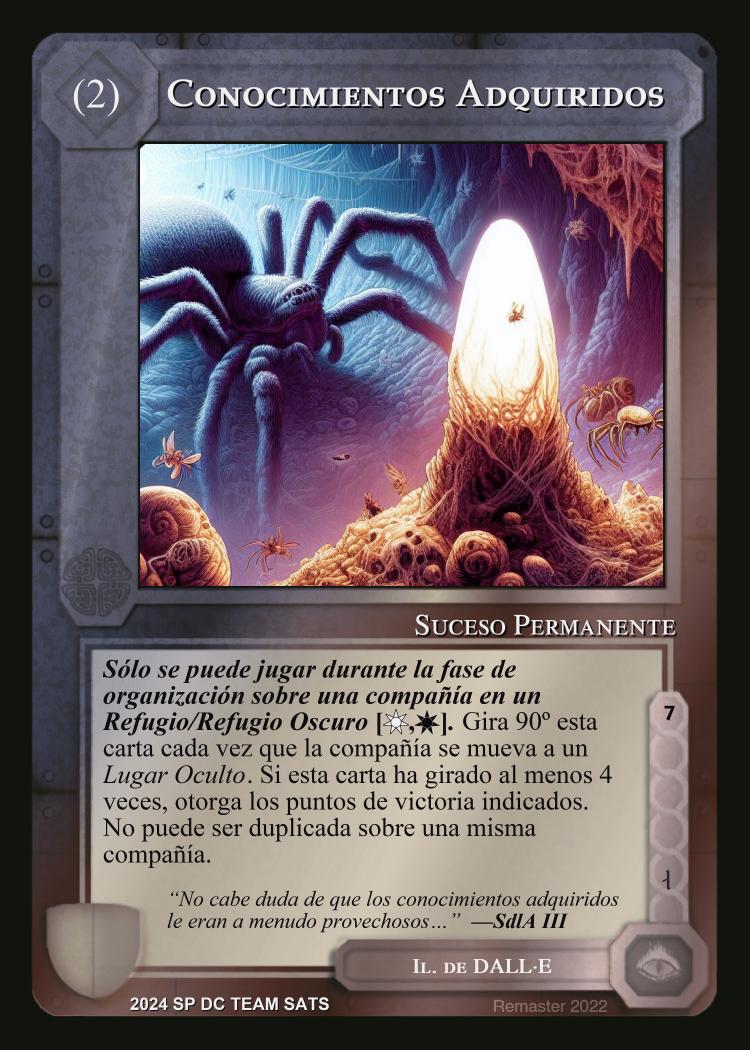 (2)
Conocimientos Adquiridos
Suceso Permanente
Sólo se puede jugar durante la fase de
organización sobre una compañía en un
Refugio/Refugio Oscuro [☼,✷]. Gira 90º esta
carta cada vez que la compañía se mueva a un
Lugar Oculto. Si esta carta ha girado al menos 4
veces, otorga los puntos de victoria indicados.
No puede ser duplicada sobre una misma
compañía.
7
“No cabe duda de que los conocimientos adquiridos
le eran a menudo provechosos…” —SdlA III
Il. de DALL·E
2024 SP DC TEAM SATS
Remaster 2022